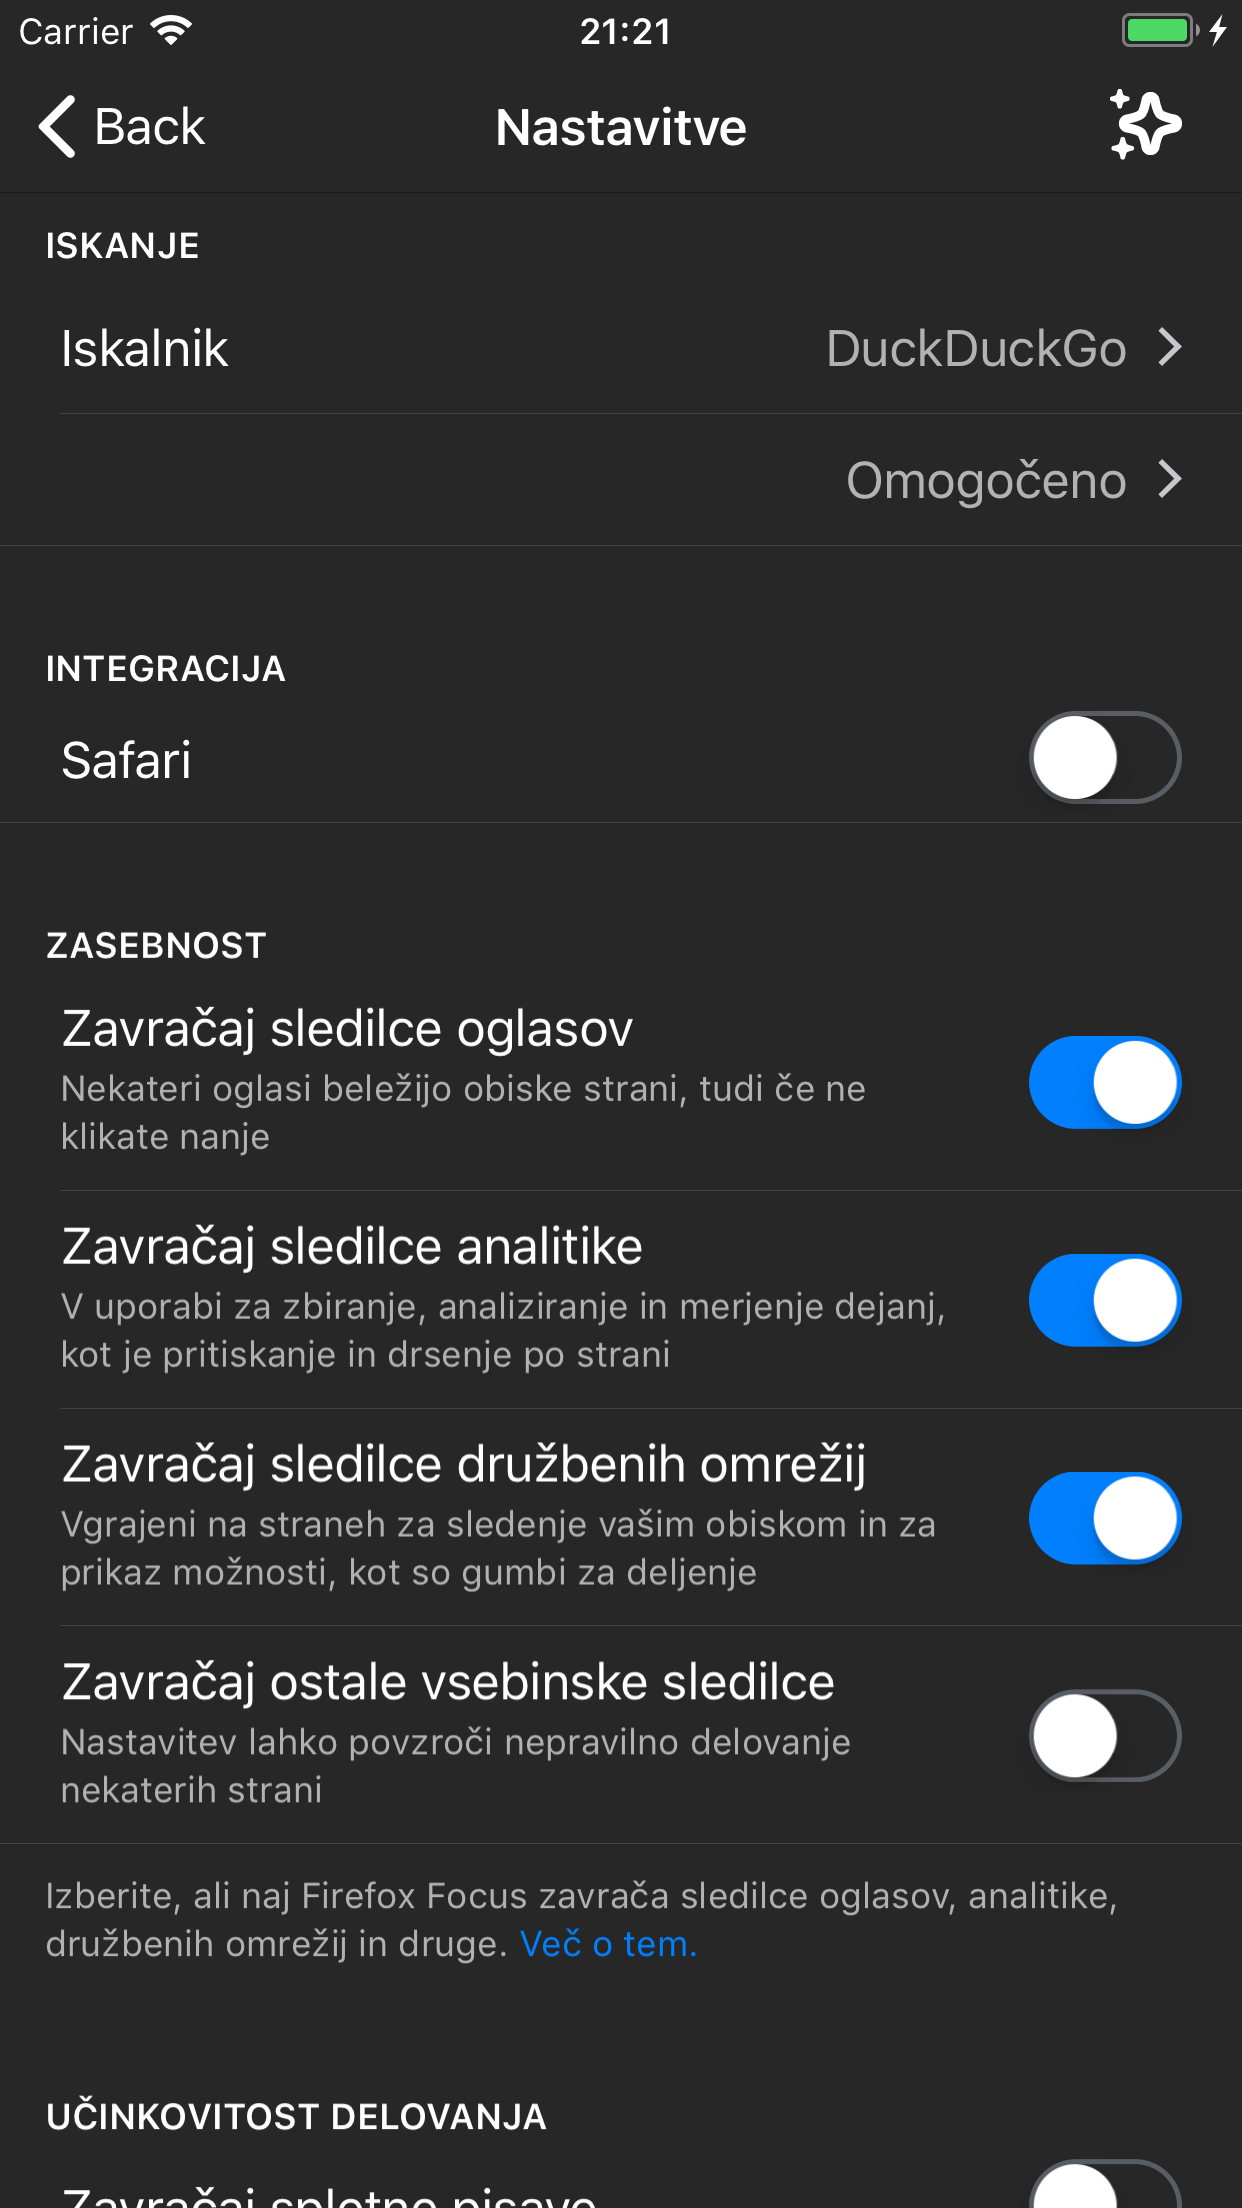 Carrier 21:21
Back Nastavitve
ISKANJE
Iskalnik DuckDuckGo
Omogočeno
INTEGRACIJA
Safari
ZASEBNOST
Zavračaj sledilce oglasov
Nekateri oglasi beležijo obiske strani, tudi če ne
klikate nanje
Zavračaj sledilce analitike
V uporabi za zbiranje, analiziranje in merjenje dejanj,
kot je pritiskanje in drsenje po strani
Zavračaj sledilce družbenih omrežij
Vgrajeni na straneh za sledenje vašim obiskom in za
prikaz možnosti, kot so gumbi za deljenje
Zavračaj ostale vsebinske sledilce
Nastavitev lahko povzroči nepravilno delovanje
nekaterih strani
Izberite, ali naj Firefox Focus zavrača sledilce oglasov, analitike,
družbenih omrežij in druge. Več o tem.
UČINKOVITOST DELOVANJA
Zavračaj spletne pisave